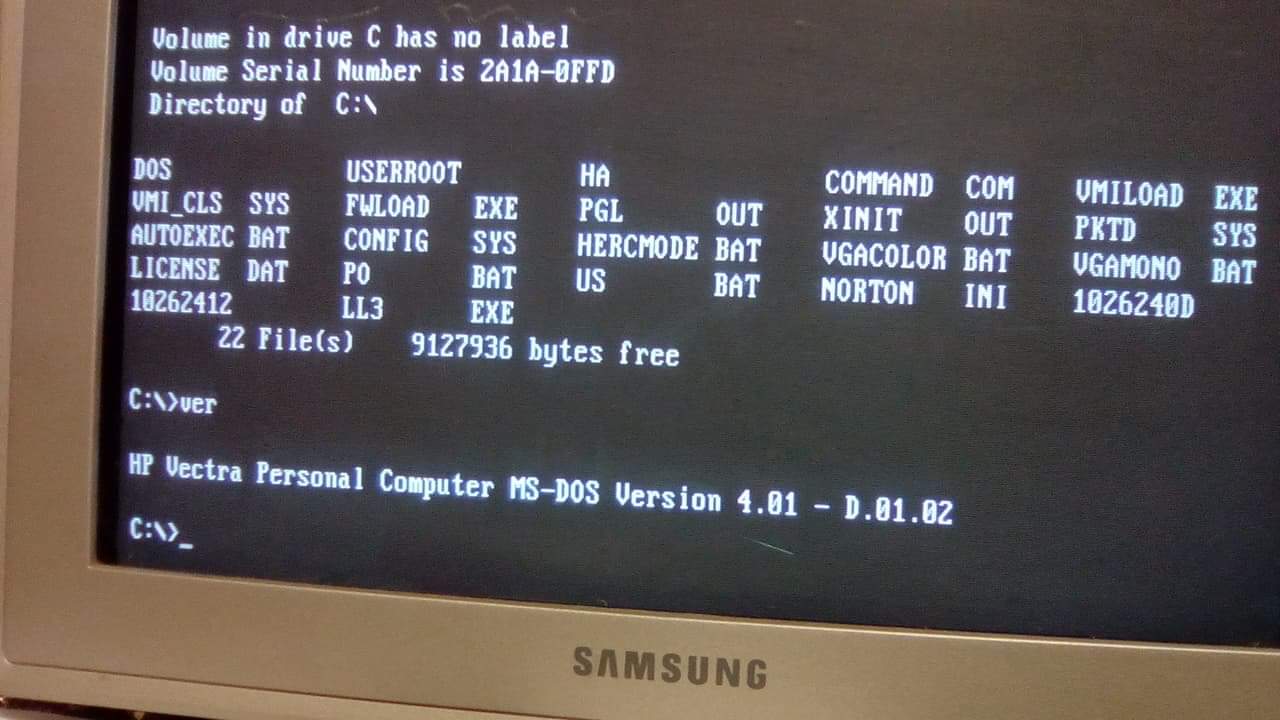 Volume in drive C has no label
Volume Serial Number is 2A1A-0FFD
Directory of C:\
DOS USERROOT HA COMMAND COM VMILOAD EXE
VMI_CLS SYS FWLOAD EXE PGL OUT XINIT OUT PKTD SYS
AUTOEXEC BAT CONFIG SYS HERCMODE BAT VGACOLOR BAT VGAMONO BAT
LICENSE DAT PO BAT US BAT NORTON INI 1026240D
10262412 LL3 EXE
22 File(s) 9127936 bytes free
C:\>ver
HP Vectra Personal Computer MS-DOS Version 4.01 - D.01.02
C:\>_
SAMSUNG